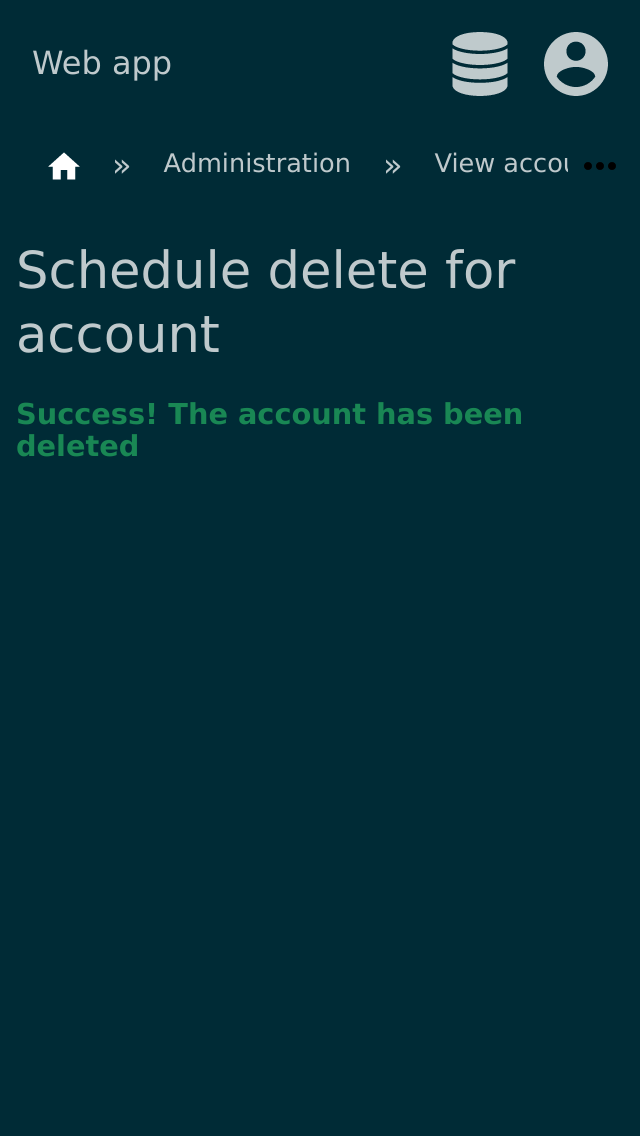 Web app
» Administration » View accou
Schedule delete for
account
Success! The account has been
deleted